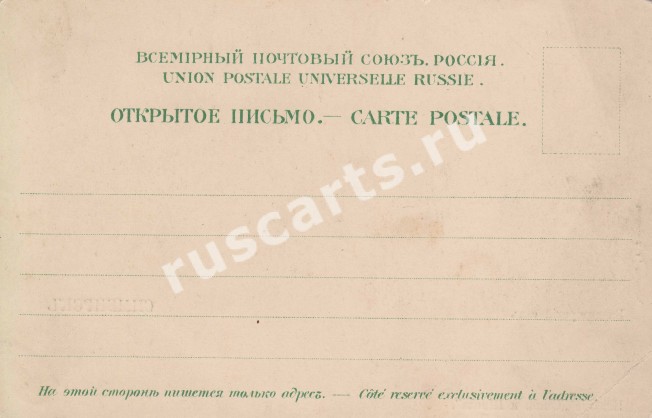 ВСЕМІРНЫЙ ПОЧТОВЫЙ СОЮЗЪ. РОССІЯ.
UNION POSTALE UNIVERSELLE RUSSIE.
ОТКРЫТОЕ ПИСЬМО.— CARTE POSTALE.
ruscarts.ru
На этой сторонѣ пишется только адресъ. — Côté reservé exclusivement à l'adresse.